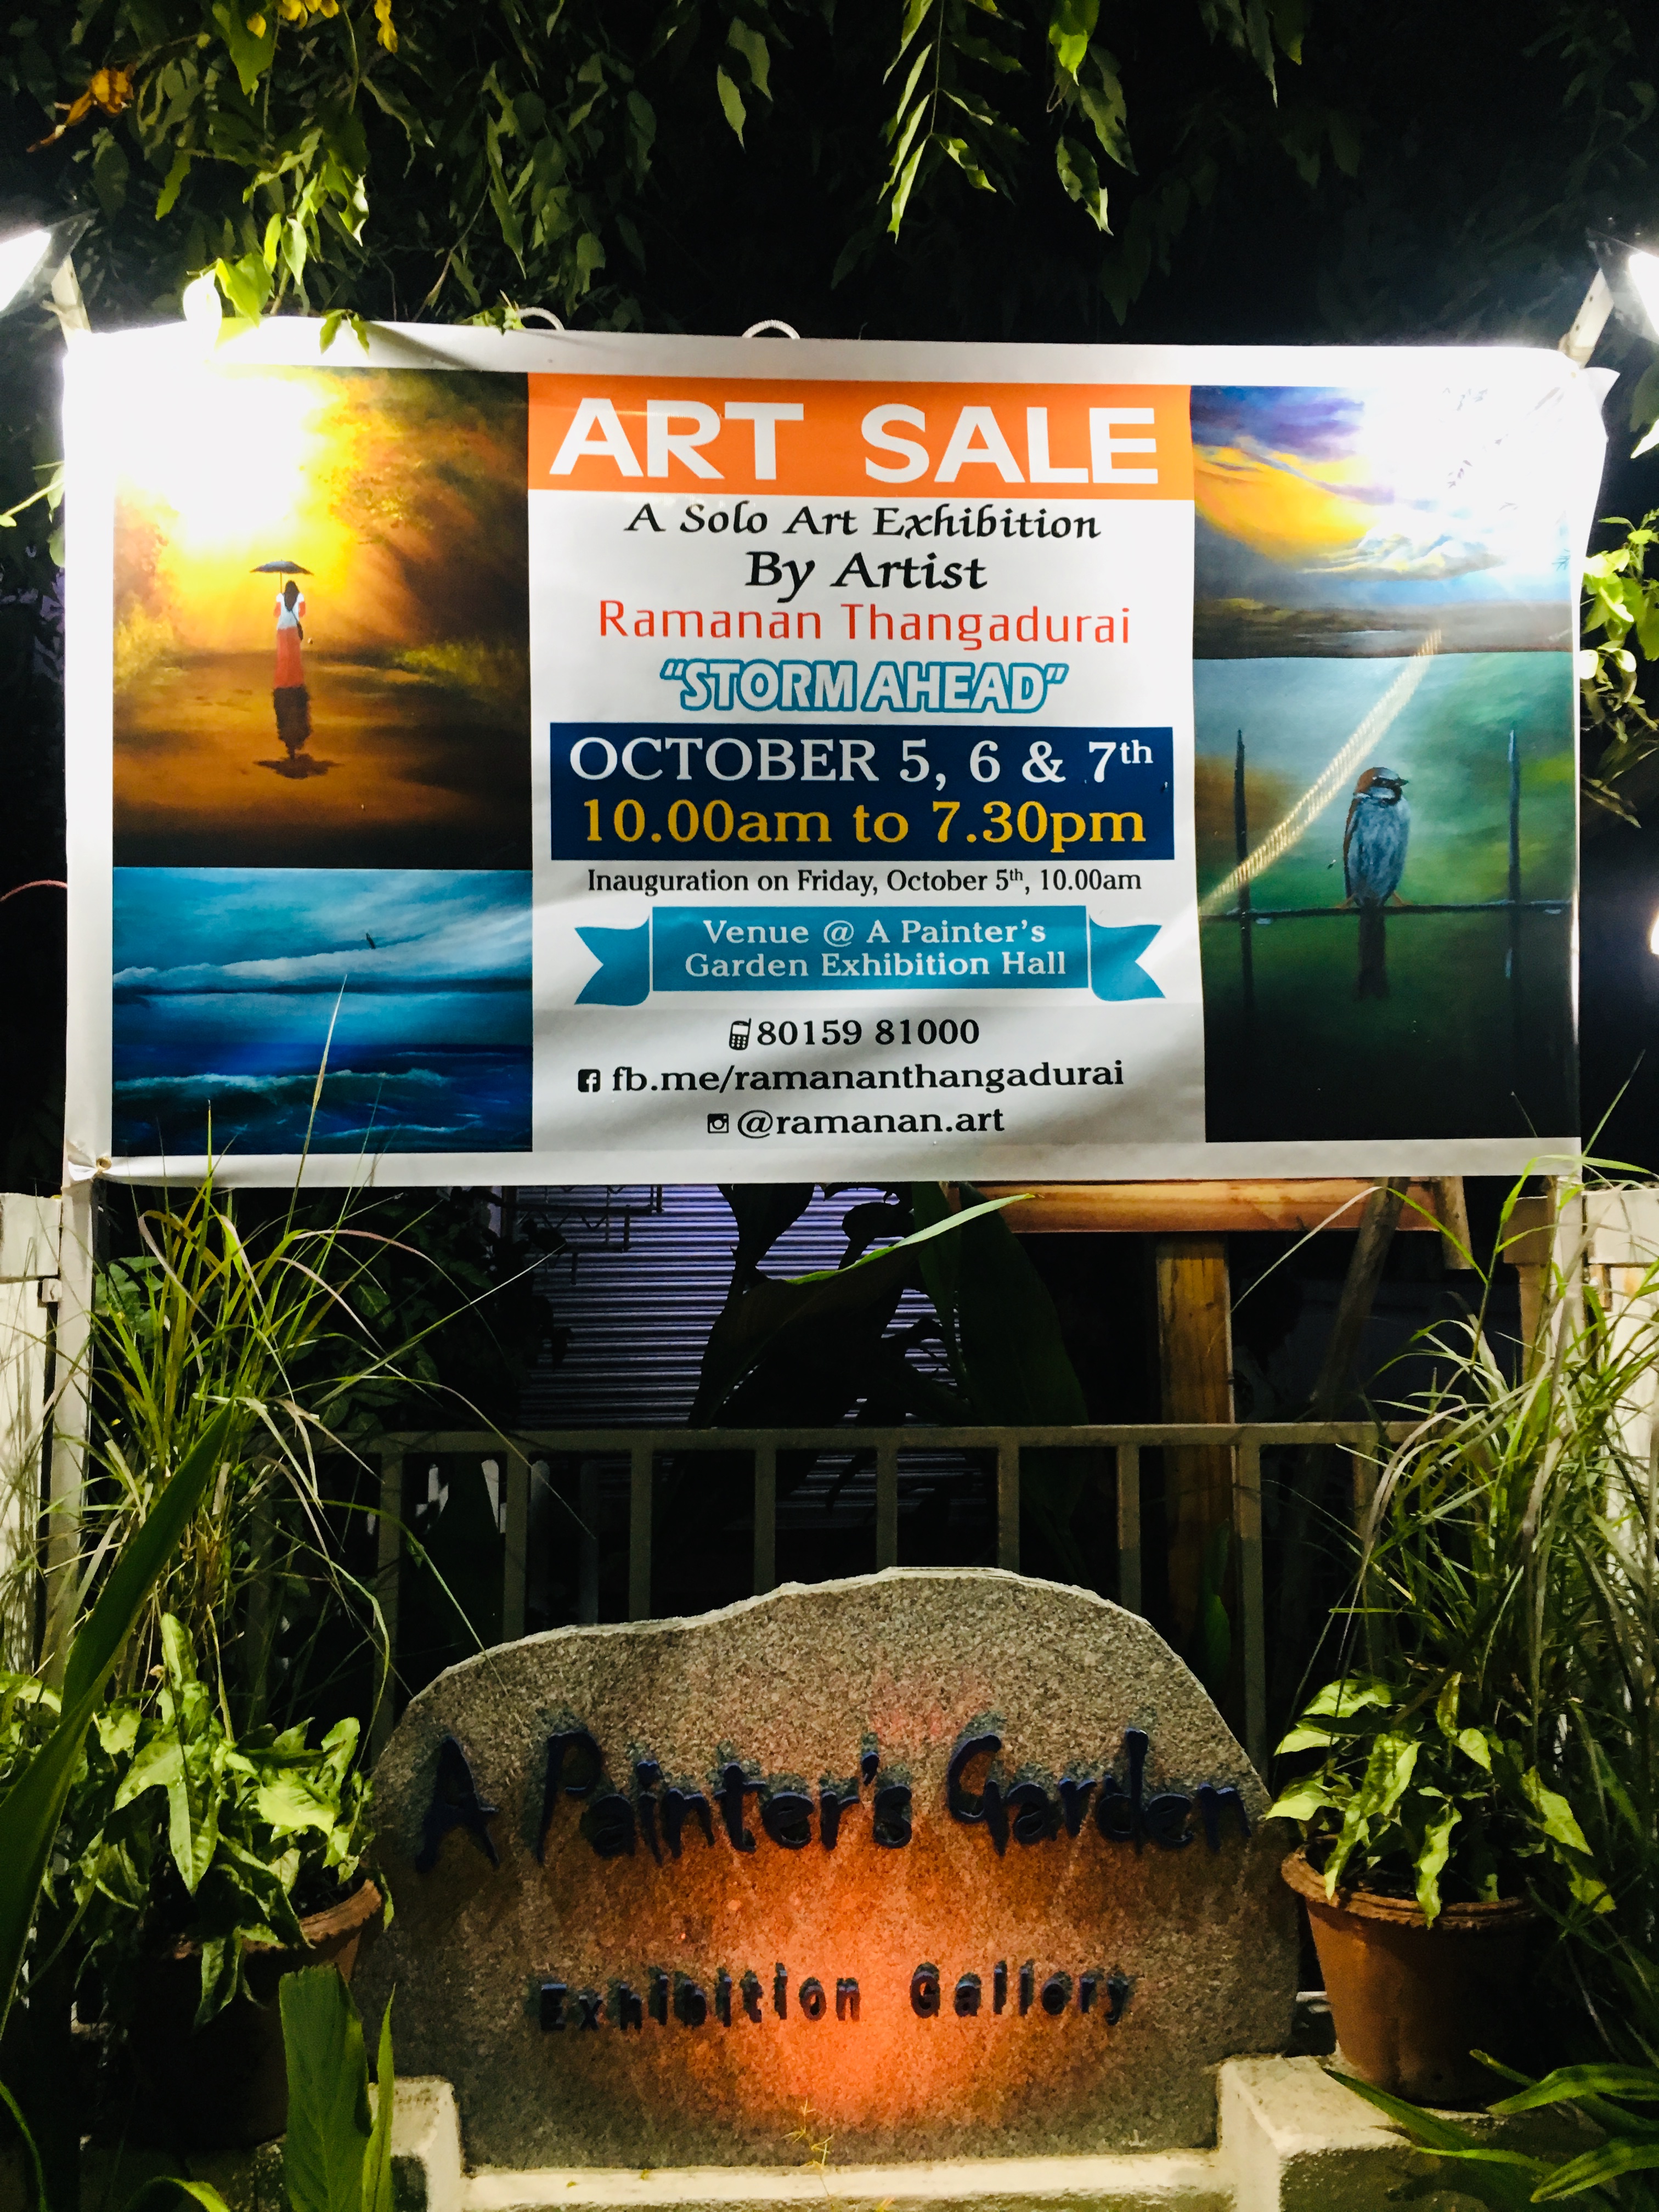 ART SALE
A Solo Art Exhibition
By Artist
Ramanan Thangadurai
"STORM AHEAD"
OCTOBER 5, 6 & 7th
10.00am to 7.30pm
Inauguration on Friday, October 5th, 10.00am
Venue @ A Painter's
Garden Exhibition Hall
80159 81000
fb.me/ramananthangadurai
@ramanan.art
A Painter's Garden
Exhibition Gallery